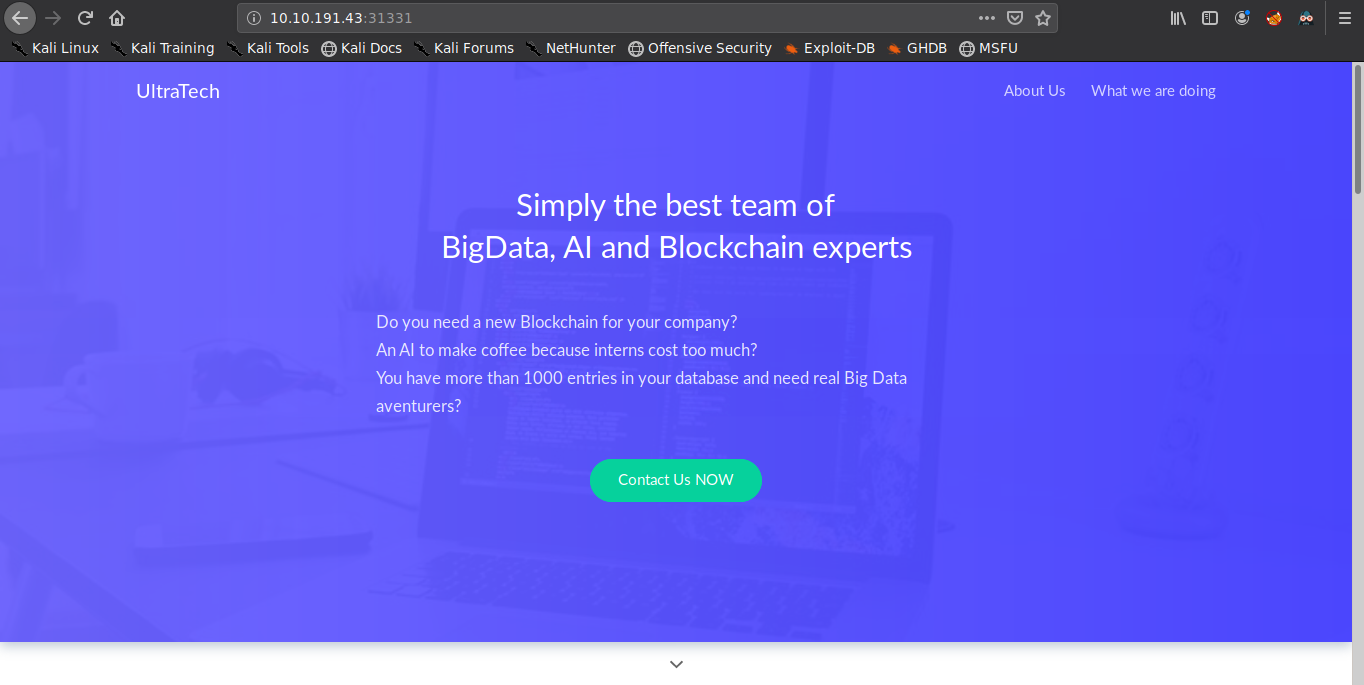 10.10.191.43:31331
Kali Linux Kali Training Kali Tools Kali Docs Kali Forums NetHunter Offensive Security Exploit-DB GHDB MSFU
UltraTech About Us What we are doing
Simply the best team of
BigData, AI and Blockchain experts
Do you need a new Blockchain for your company?
An AI to make coffee because interns cost too much?
You have more than 1000 entries in your database and need real Big Data
aventurers?
Contact Us NOW